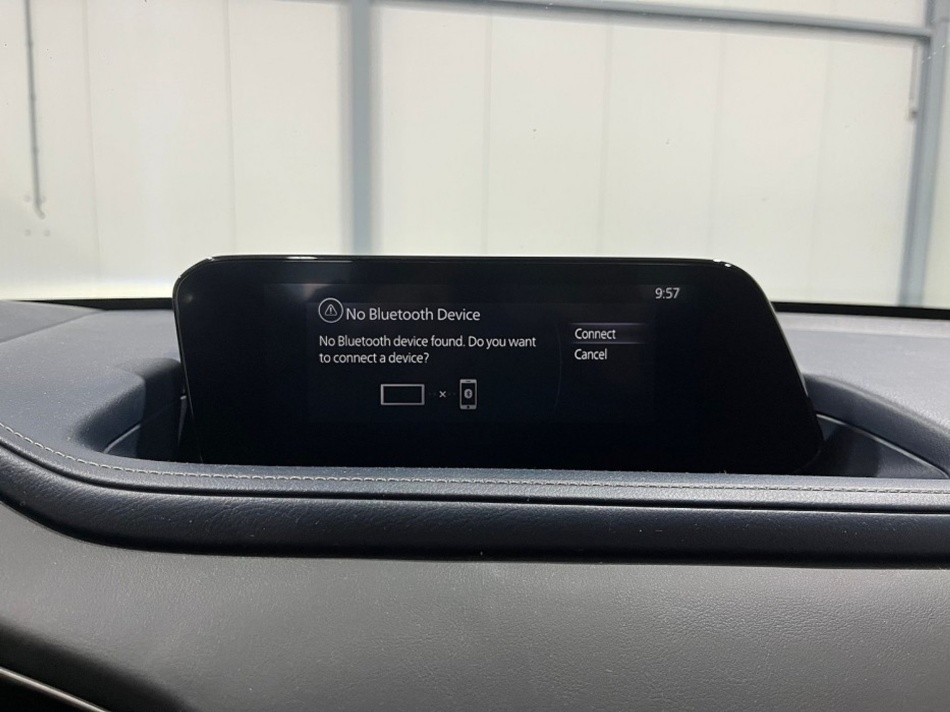 9:57
No Bluetooth Device
No Bluetooth device found. Do you want
to connect a device?
Connect
Cancel